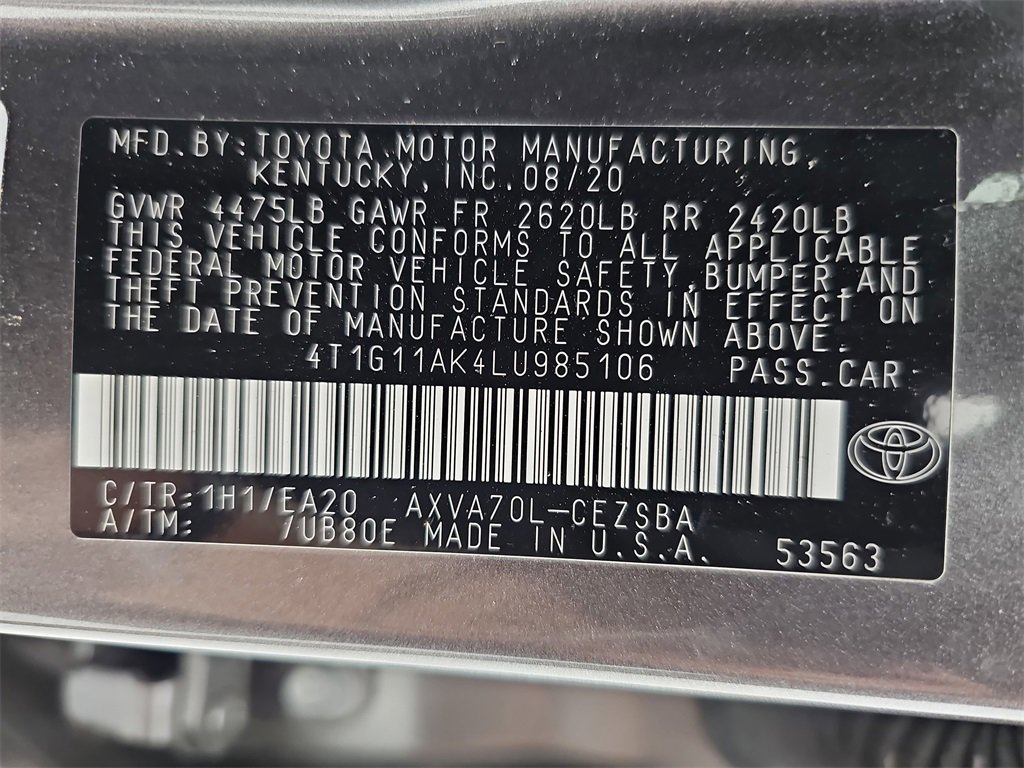 MFD. BY: TOYOTA MOTOR MANUFACTURING,
KENTUCKY, INC. 08/20
GVWR 4475LB GAWR FR 2620LB RR 2420LB
THIS VEHICLE CONFORMS TO ALL APPLICABLE
FEDERAL MOTOR VEHICLE SAFETY, BUMPER, AND
THEFT PREVENTION STANDARDS IN EFFECT ON
THE DATE OF MANUFACTURE SHOWN ABOVE.
4T1G11AK4LU985106 PASS. CAR
C/TR: 1H1/EA20 AXVA70L-CEZSBA
A/TM: /UB80E MADE IN U.S.A. 53563